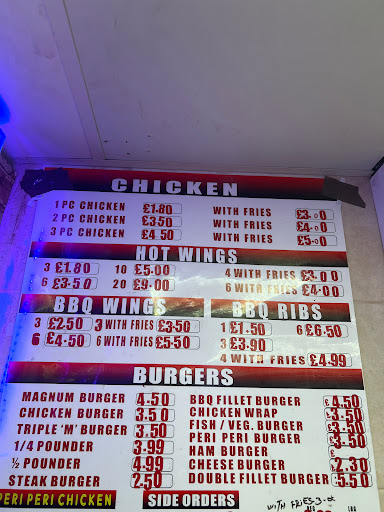 CHICKEN
1 PC CHICKEN £1.80 WITH FRIES £3.00
2 PC CHICKEN £3.50 WITH FRIES £4.00
3 PC CHICKEN £4.50 WITH FRIES £5.00
HOT WINGS
3 £1.80 10 £5.00 4 WITH FRIES £3.00
6 £3.50 20 £9.00 6 WITH FRIES £4.00
BBQ WINGS BBQ RIBS
3 £2.50 3 WITH FRIES £3.50 1 £1.50 6 £6.50
6 £4.50 6 WITH FRIES £5.50 3 £3.90
4 WITH FRIES £4.99
BURGERS
MAGNUM BURGER 4.50 BBQ FILLET BURGER £4.50
CHICKEN BURGER 3.50 CHICKEN WRAP £3.50
TRIPLE 'M' BURGER 3.50 FISH / VEG. BURGER £3.50
1/4 POUNDER 3.99 PERI PERI BURGER £3.50
½ POUNDER 4.99 HAM BURGER £
STEAK BURGER 2.50 CHEESE BURGER £2.30
DOUBLE FILLET BURGER £5.50
PERI PERI CHICKEN SIDE ORDERS
WITH FRIES